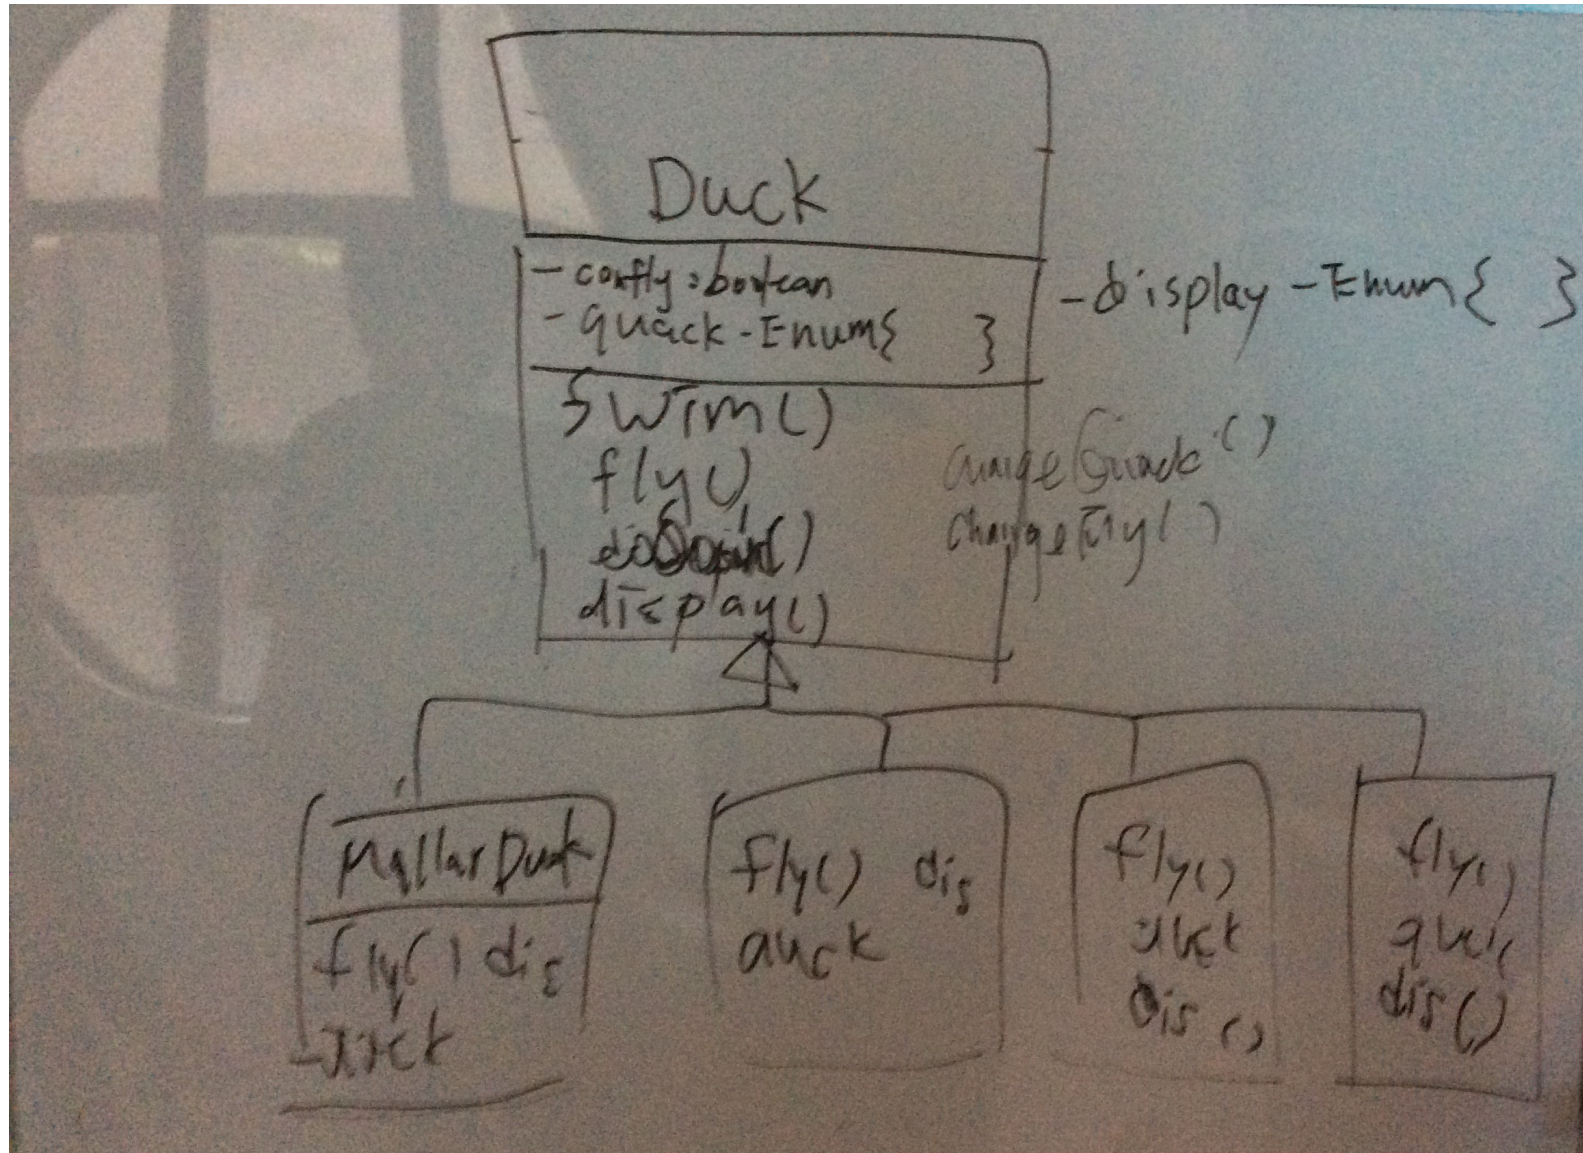 Duck
- canfly: boolean
- quack - Enum{ }
- display - Enum{ }
swim()
fly()
display()
changeQuack()
changeFly()
MallarDuck
fly() dis
fly() dis
quck
fly()
dis()
fly()
dis()